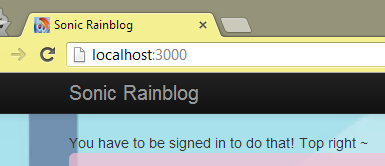 Sonic Rainblog
localhost:3000
Sonic Rainblog
You have to be signed in to do that! Top right ~